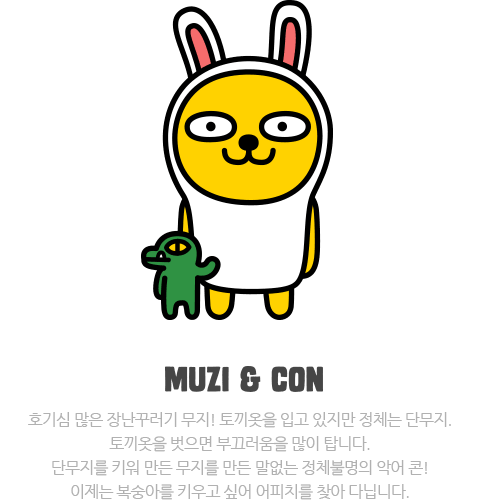 MUZI & CON
호기심 많은 장난꾸러기 무지! 토끼옷을 입고 있지만 정체는 단무지.
토끼옷을 벗으면 부끄러움을 많이 탑니다.
단무지를 키워 만든 무지를 만든 말없는 정체불명의 악어 콘!
이제는 복숭아를 키우고 싶어 어피치를 찾아 다닙니다.